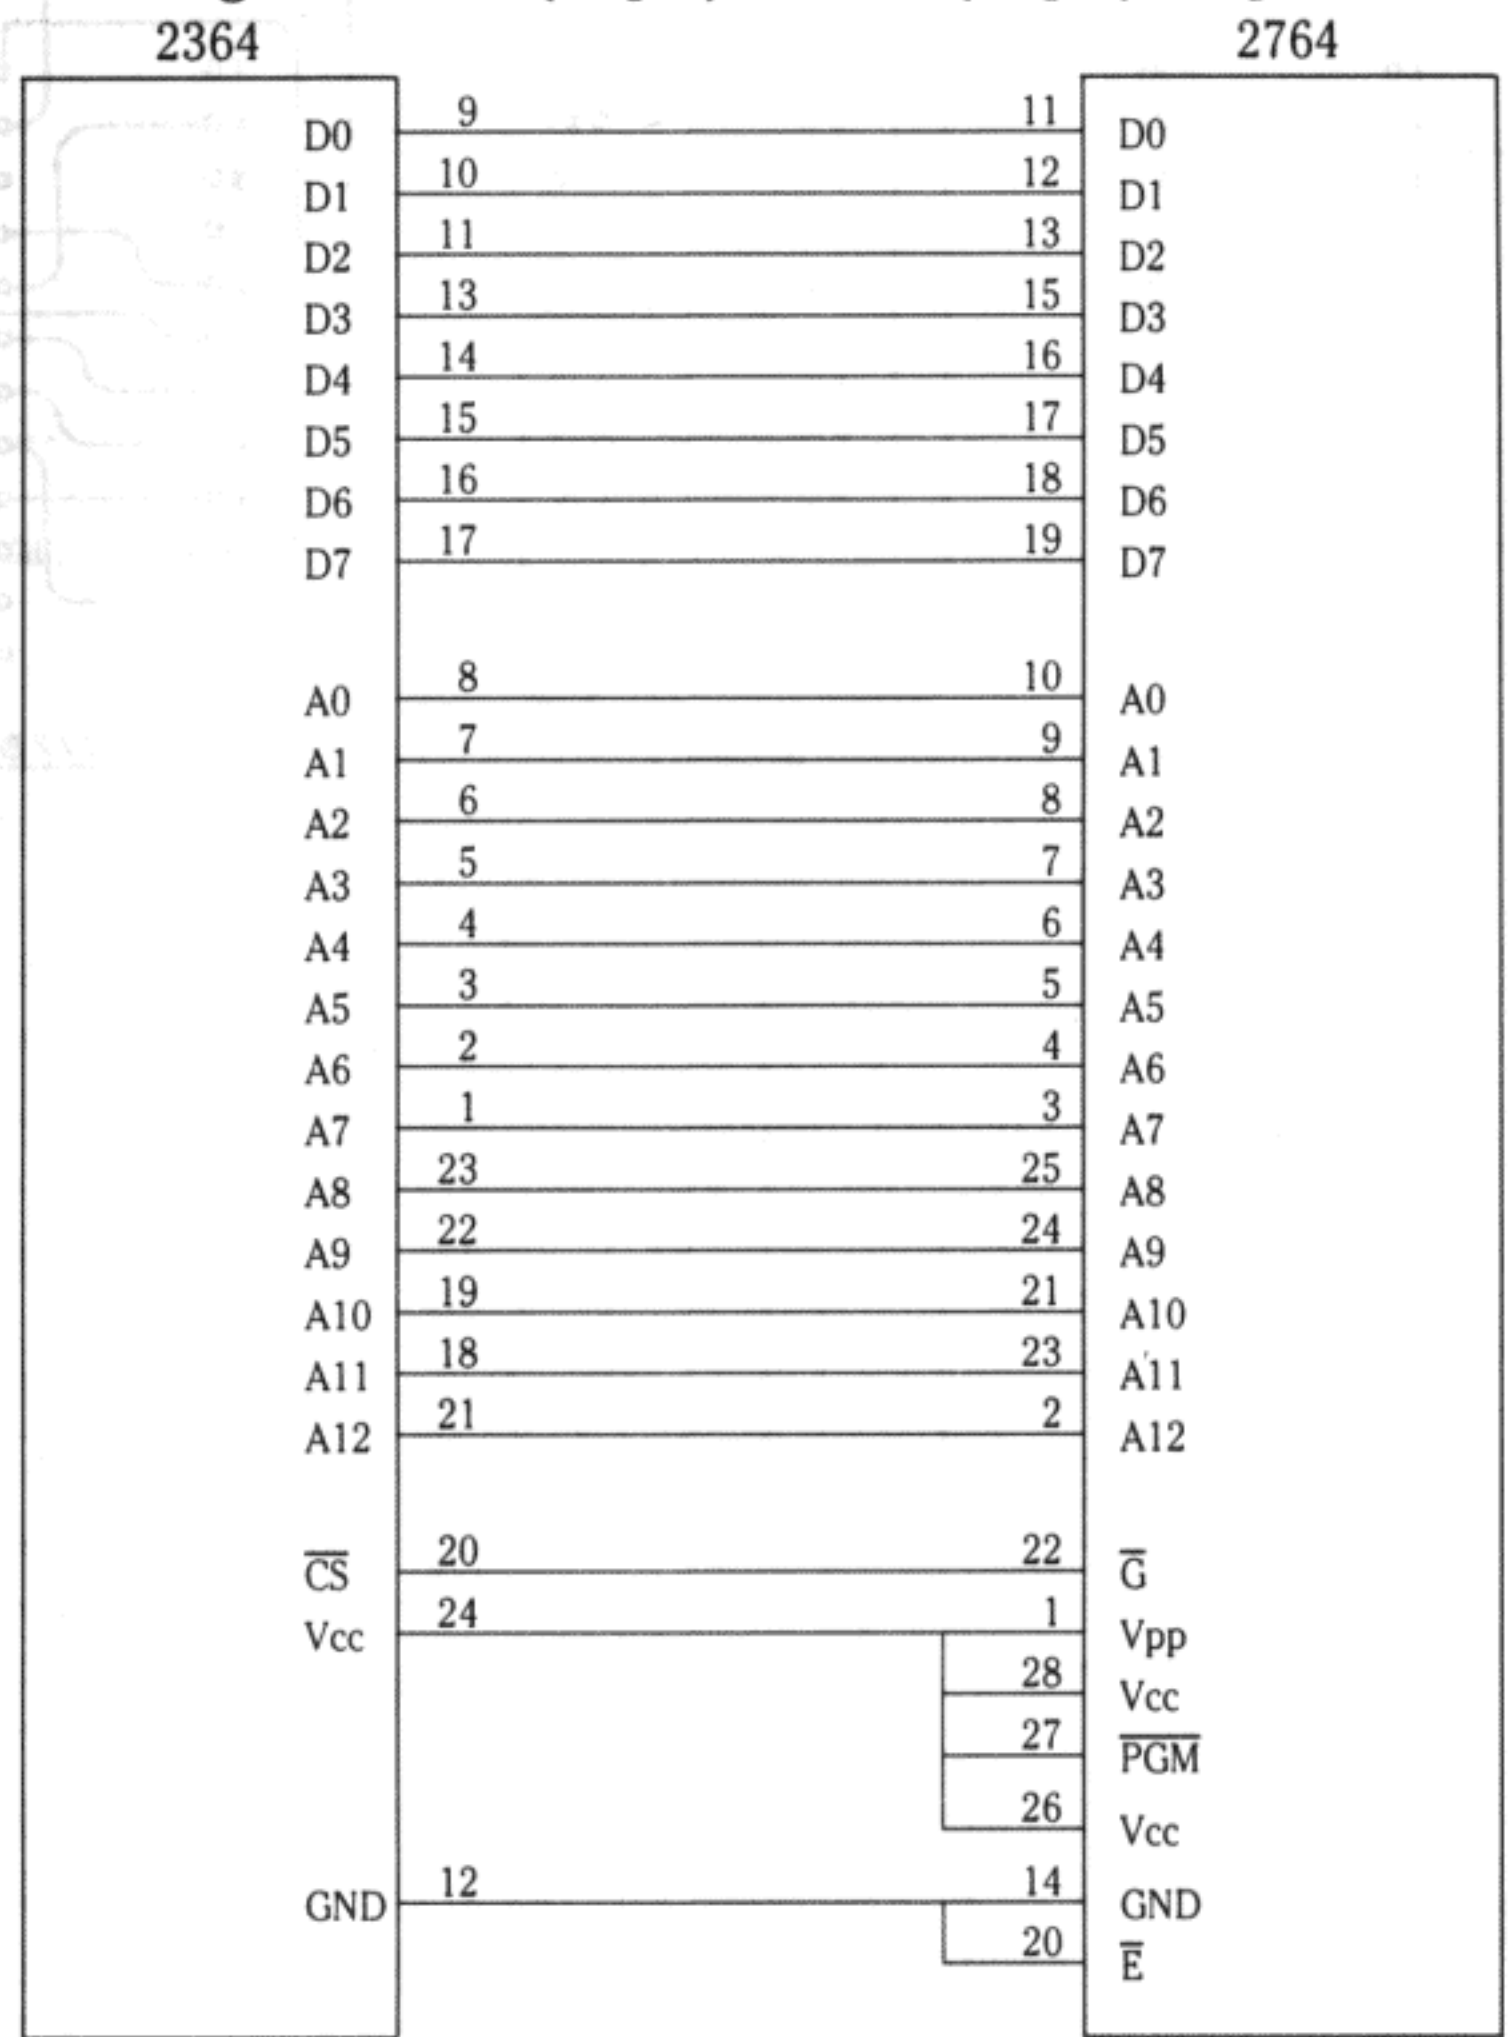 2364 2764
D0 9 11 D0
D1 10 12 D1
D2 11 13 D2
D3 13 15 D3
D4 14 16 D4
D5 15 17 D5
D6 16 18 D6
D7 17 19 D7
A0 8 10 A0
A1 7 9 A1
A2 6 8 A2
A3 5 7 A3
A4 4 6 A4
A5 3 5 A5
A6 2 4 A6
A7 1 3 A7
A8 23 25 A8
A9 22 24 A9
A10 19 21 A10
A11 18 23 A11
A12 21 2 A12
C̅S̅ 20 22 G̅
Vcc 24 1 Vpp
28 Vcc
27 P̅G̅M̅
26 Vcc
GND 12 14 GND
20 E̅